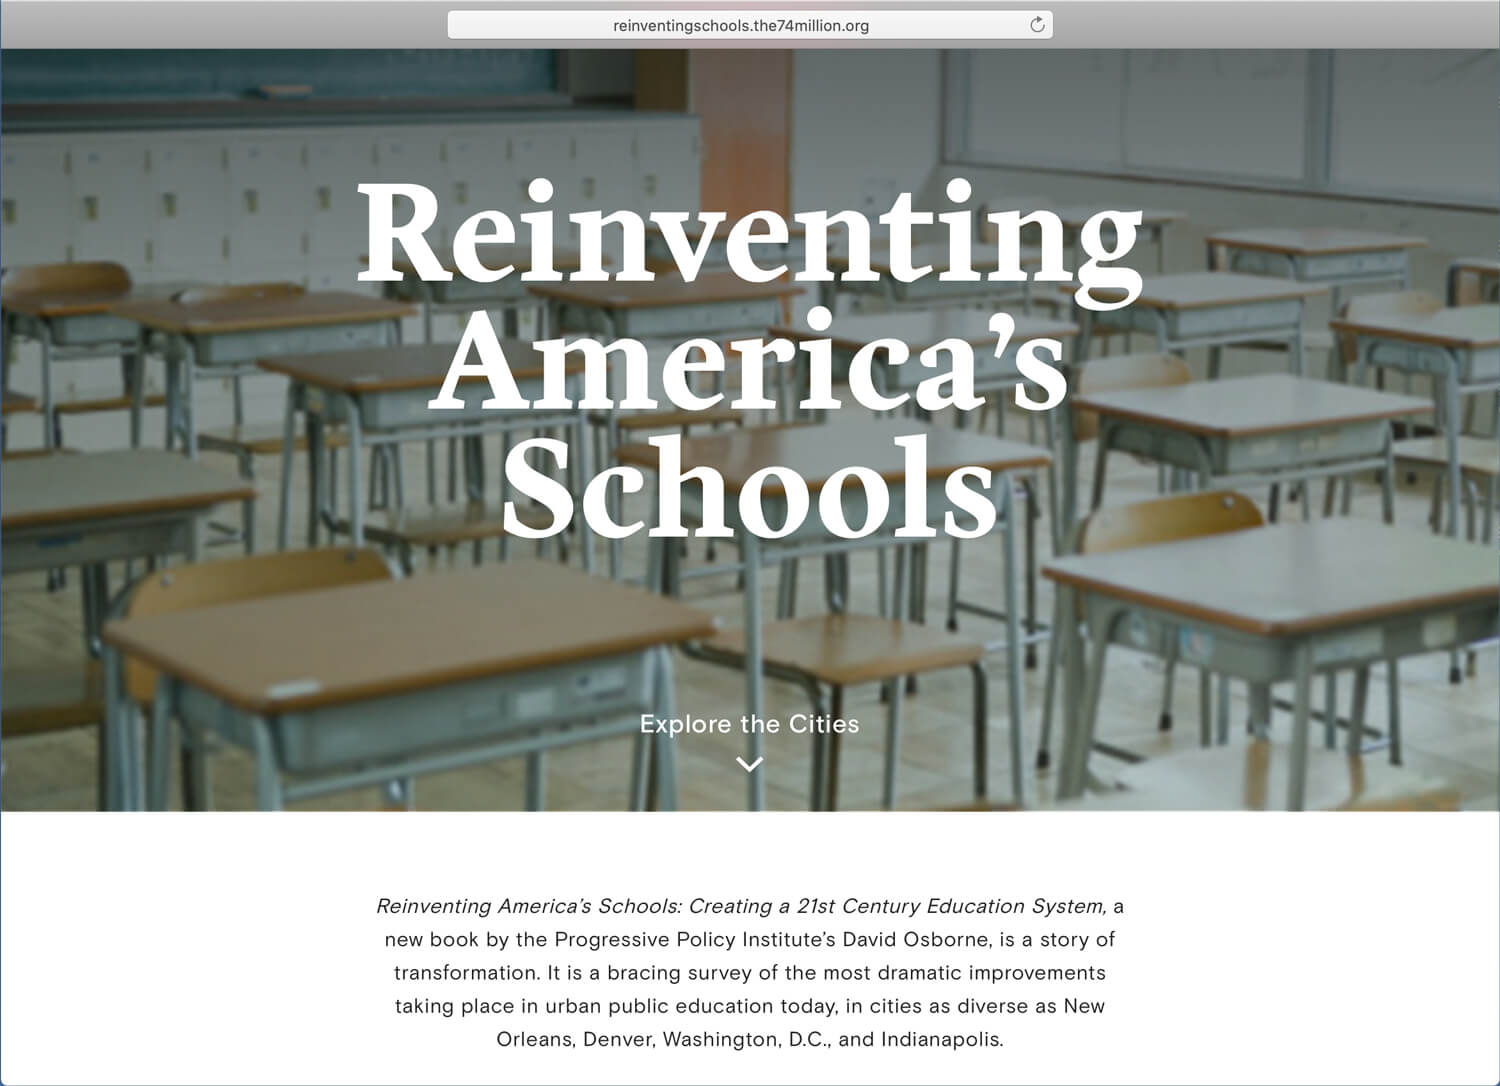 reinventingschools.the74million.org
Reinventing
America’s
Schools
Explore the Cities
Reinventing America’s Schools: Creating a 21st Century Education System, a
new book by the Progressive Policy Institute’s David Osborne, is a story of
transformation. It is a bracing survey of the most dramatic improvements
taking place in urban public education today, in cities as diverse as New
Orleans, Denver, Washington, D.C., and Indianapolis.